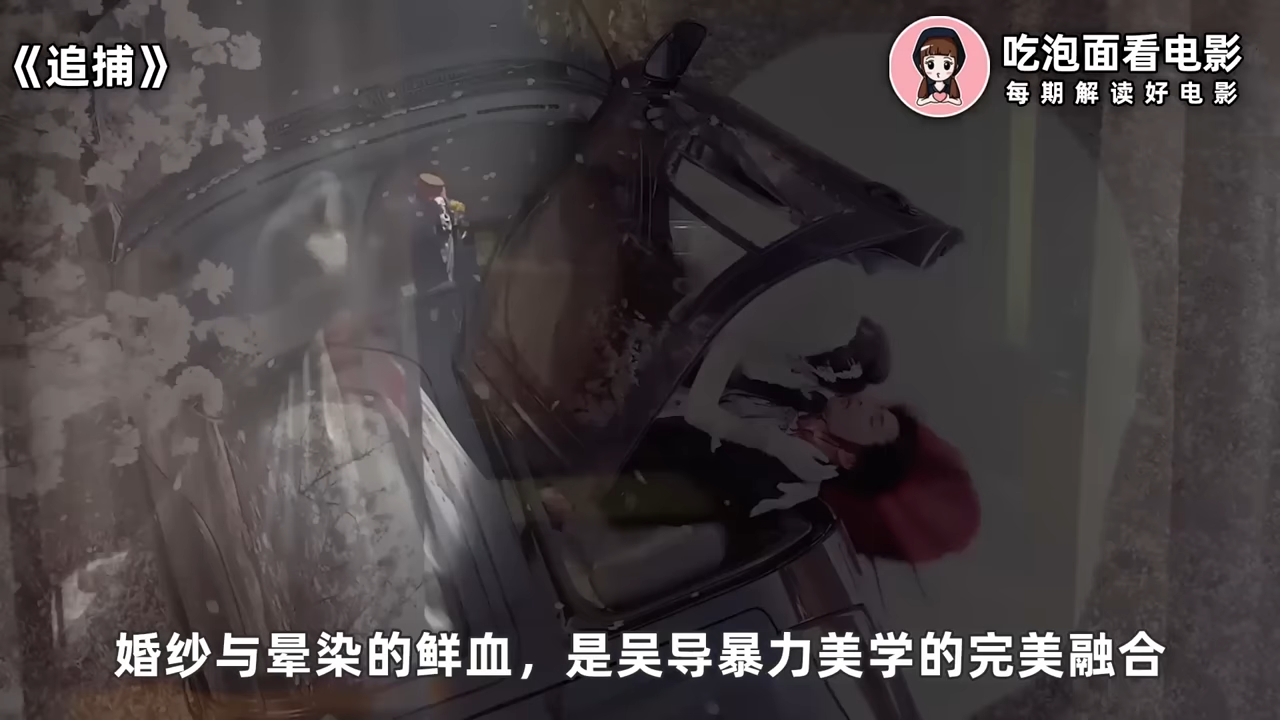 《追捕》
吃泡面看电影
每期解读好电影
婚纱与晕染的鲜血，是吴导暴力美学的完美融合